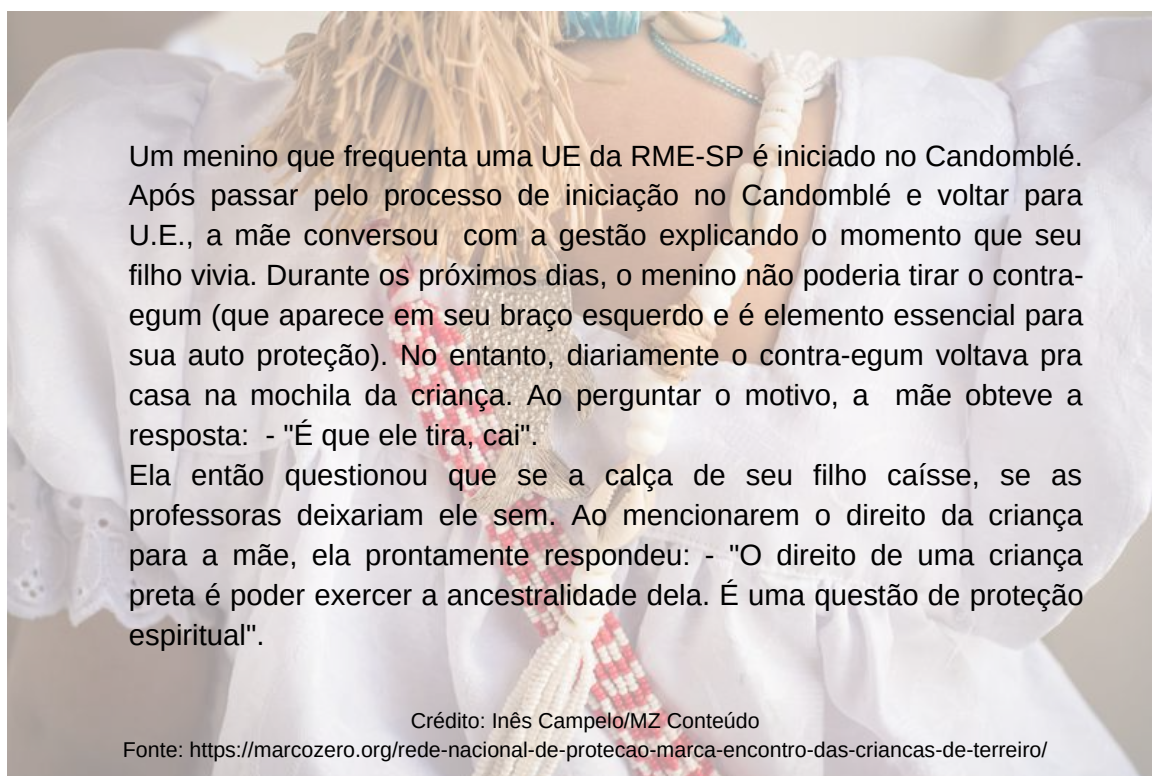 Um menino que frequenta uma UE da RME-SP é iniciado no Candomblé.
Após passar pelo processo de iniciação no Candomblé e voltar para
U.E., a mãe conversou  com a gestão explicando o momento que seu
filho vivia. Durante os próximos dias, o menino não poderia tirar o contra-
egum (que aparece em seu braço esquerdo e é elemento essencial para
sua auto proteção). No entanto, diariamente o contra-egum voltava pra
casa na mochila da criança. Ao perguntar o motivo, a  mãe obteve a
resposta:  - "É que ele tira, cai".
Ela então questionou que se a calça de seu filho caísse, se as
professoras deixariam ele sem. Ao mencionarem o direito da criança
para a mãe, ela prontamente respondeu: - "O direito de uma criança
preta é poder exercer a ancestralidade dela. É uma questão de proteção
espiritual".
Crédito: Inês Campelo/MZ Conteúdo
Fonte: https://marcozero.org/rede-nacional-de-protecao-marca-encontro-das-criancas-de-terreiro/